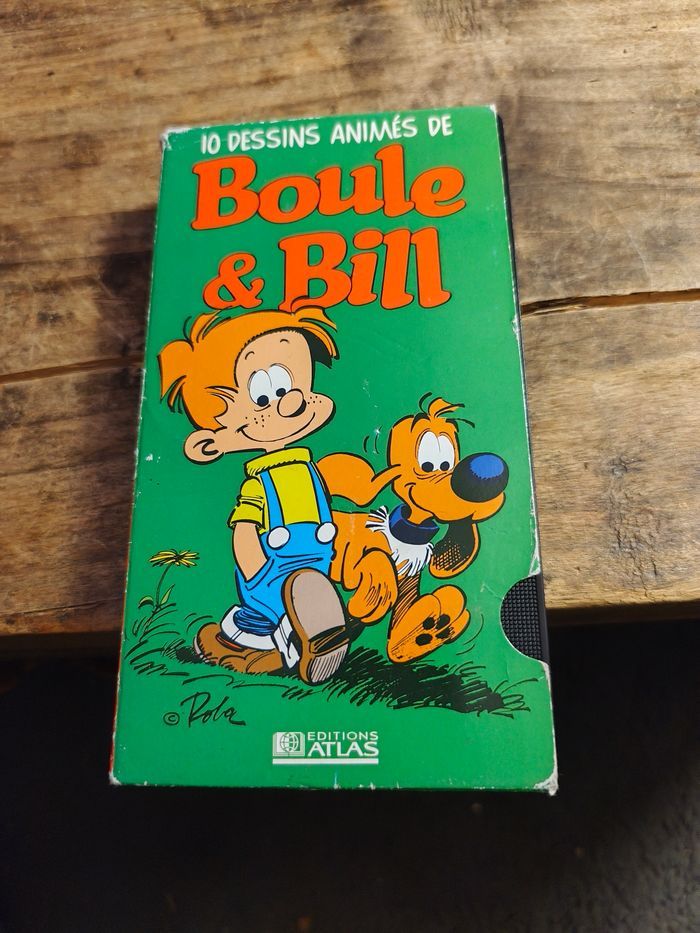 10 DESSINS ANIMÉS DE
Boule
& Bill
© Roba
EDITIONS
ATLAS